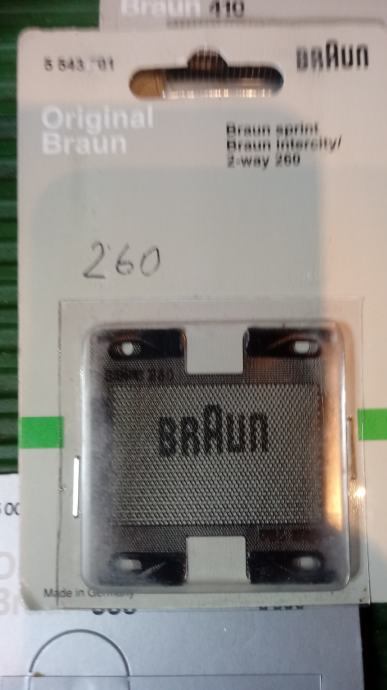 Braun 410
5 543 701
BRAUN
Original
Braun
Braun sprint
Braun intercity/
2-way 260
260
BRAUN
Made in Germany